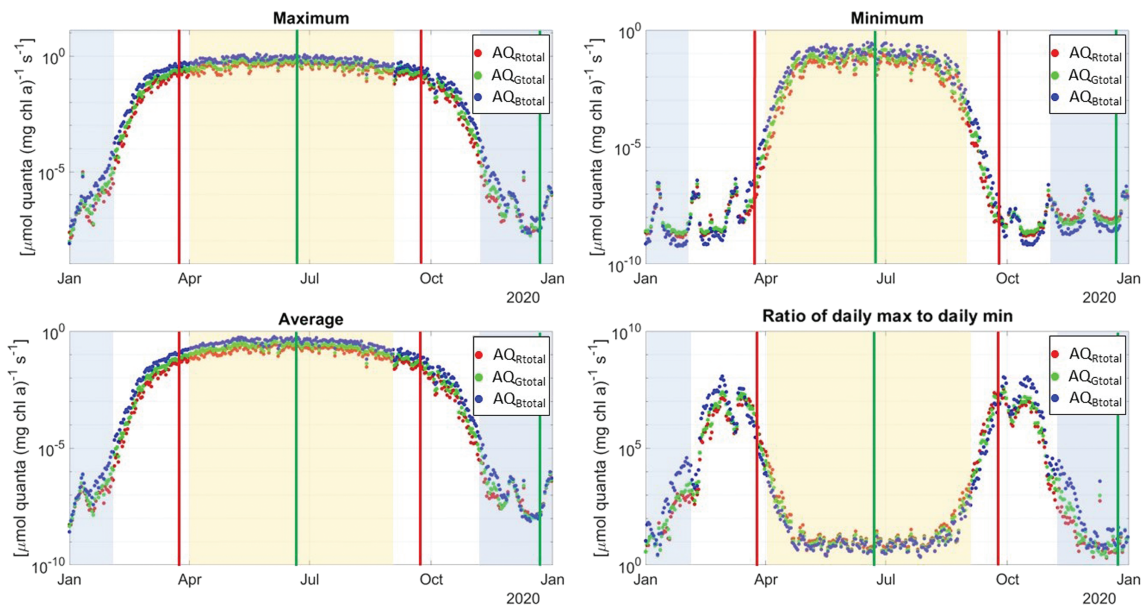 Maximum
[μmol quanta (mg chl a)⁻¹ s⁻¹]
10⁰
10⁻⁵
Jan Apr Jul Oct Jan
2020
AQRtotal
AQGtotal
AQBtotal
Minimum
[μmol quanta (mg chl a)⁻¹ s⁻¹]
10⁰
10⁻⁵
10⁻¹⁰
Jan Apr Jul Oct Jan
2020
AQRtotal
AQGtotal
AQBtotal
Average
[μmol quanta (mg chl a)⁻¹ s⁻¹]
10⁰
10⁻⁵
10⁻¹⁰
Jan Apr Jul Oct Jan
2020
AQRtotal
AQGtotal
AQBtotal
Ratio of daily max to daily min
[μmol quanta (mg chl a)⁻¹ s⁻¹]
10¹⁰
10⁵
10⁰
Jan Apr Jul Oct Jan
2020
AQRtotal
AQGtotal
AQBtotal